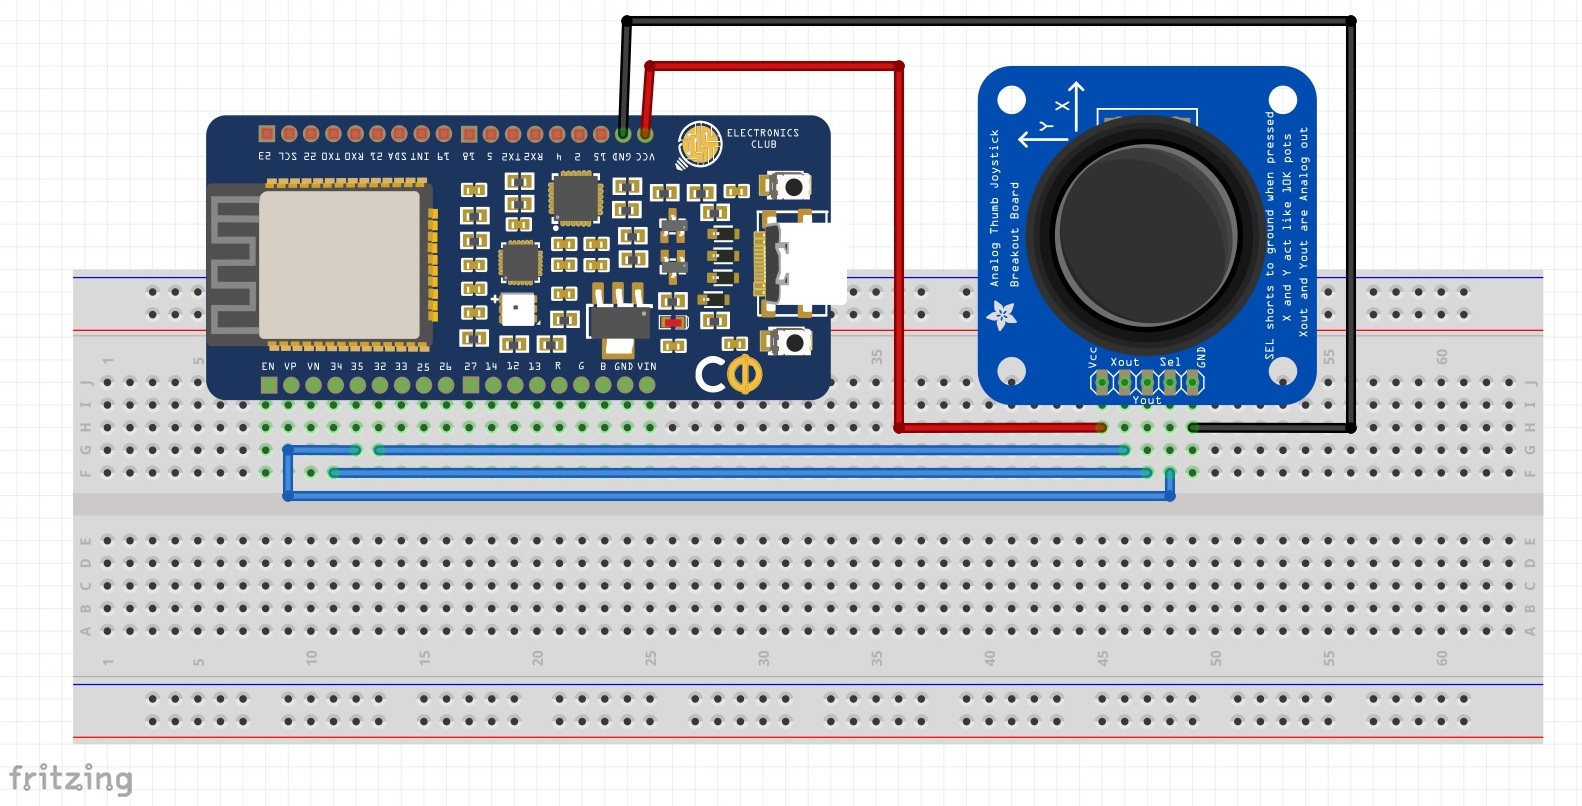 ELECTRONICS
CLUB
23 SCL 22 TXO RXO 21 SDA INT 19 18 5 TX2 RX2 4 2 15 GND VCC
EN VP VN 34 35 32 33 25 26 27 14 12 13 R G B GND VIN
CΦ
X
Y
Analog Thumb Joystick
Breakout Board
SEL shorts to ground when pressed
X and Y act like 10K pots
Xout and Yout are Analog out
Vcc Xout Yout Sel GND
1 5 35 55 60
J J
I I
H H
G G
F F
E E
D D
C C
B B
A A
1 5 10 15 20 25 30 35 40 45 50 55 60
fritzing